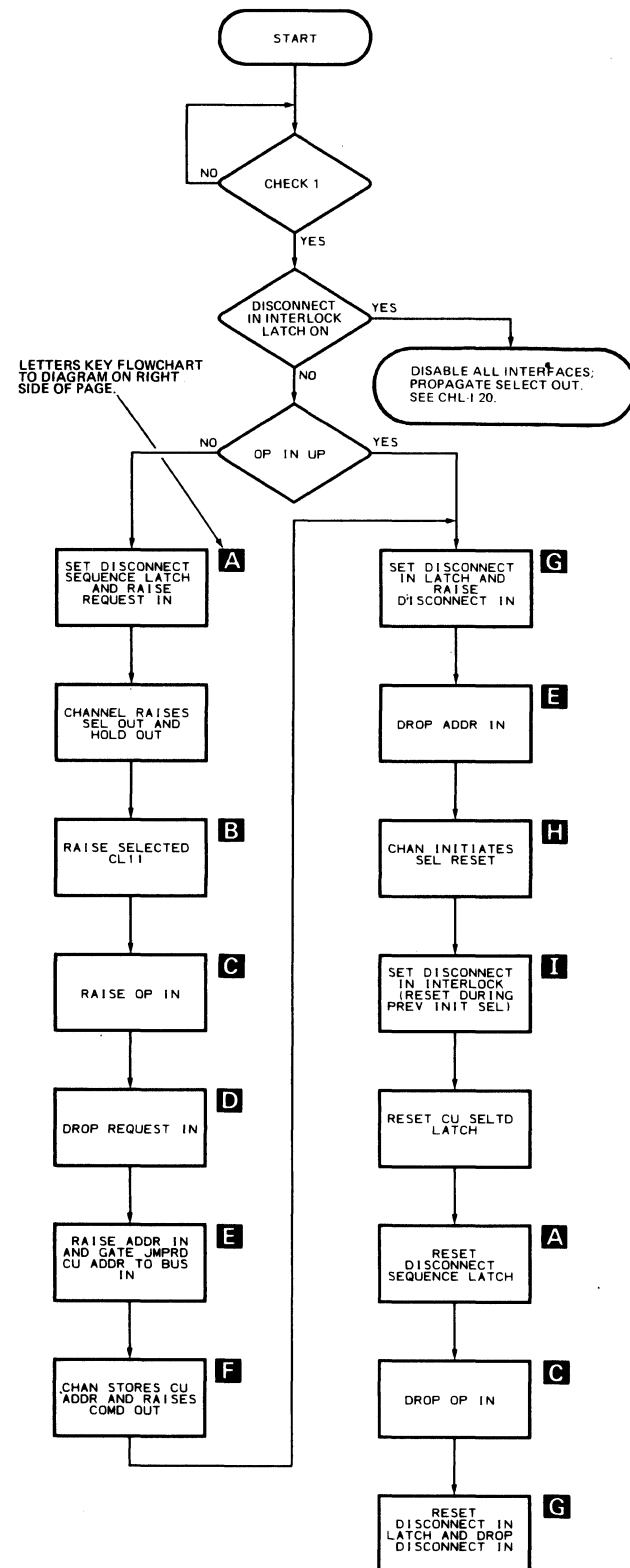 START
CHECK 1
NO
YES
DISCONNECT
IN INTERLOCK
LATCH ON
YES
NO
DISABLE ALL INTERFACES;
PROPAGATE SELECT OUT.
SEE CHL-I 20.
LETTERS KEY FLOWCHART
TO DIAGRAM ON RIGHT
SIDE OF PAGE.
NO
OP IN UP
YES
SET DISCONNECT
SEQUENCE LATCH
AND RAISE
REQUEST IN
A
CHANNEL RAISES
SEL OUT AND
HOLD OUT
RAISE SELECTED
CL11
B
RAISE OP IN
C
DROP REQUEST IN
D
RAISE ADDR IN
AND GATE JMPRD
CU ADDR TO BUS
IN
E
CHAN STORES CU
ADDR AND RAISES
COMD OUT
F
SET DISCONNECT
IN LATCH AND
RAISE
DISCONNECT IN
G
DROP ADDR IN
E
CHAN INITIATES
SEL RESET
H
SET DISCONNECT
IN INTERLOCK
(RESET DURING
PREV INIT SEL)
I
RESET CU SELTD
LATCH
RESET
DISCONNECT
SEQUENCE LATCH
A
DROP OP IN
C
RESET
DISCONNECT IN
LATCH AND DROP
DISCONNECT IN
G